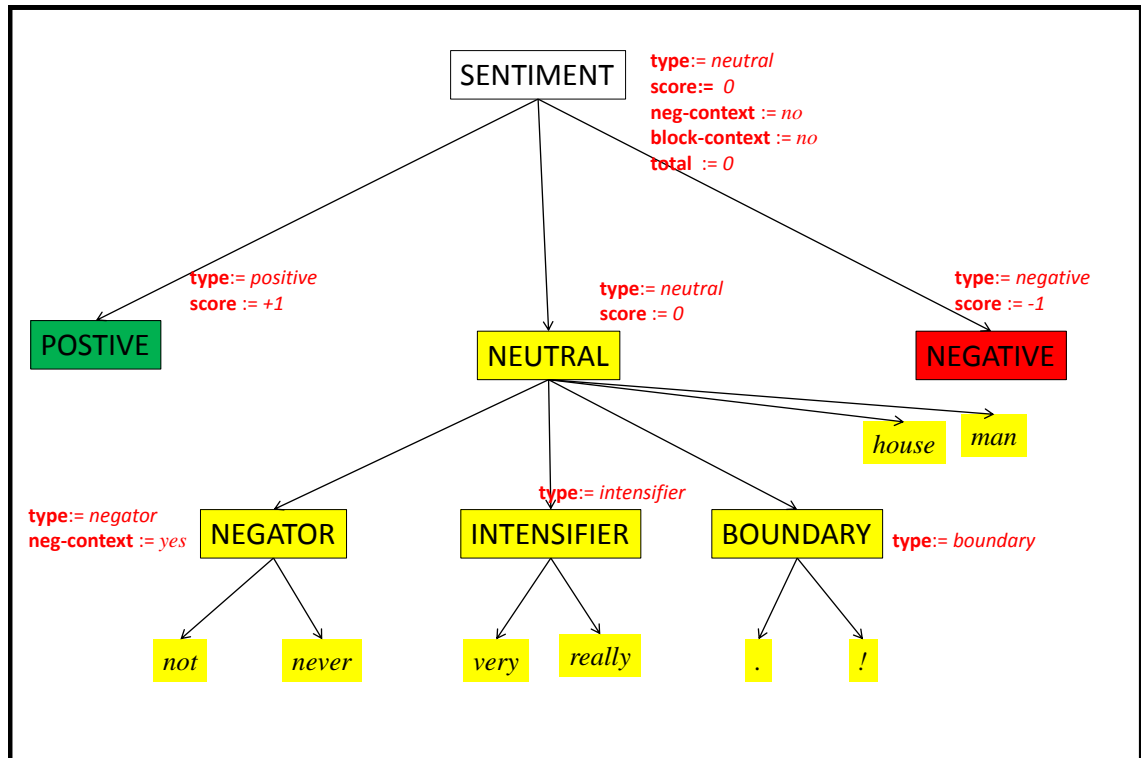 SENTIMENT
type:= neutral
score:= 0
neg-context := no
block-context := no
total := 0
type:= positive
score := +1
type:= neutral
score := 0
type:= negative
score := -1
POSTIVE
NEUTRAL
NEGATIVE
house
man
type:= negator
neg-context := yes
NEGATOR
type:= intensifier
INTENSIFIER
BOUNDARY
type:= boundary
not
never
very
really
.
!